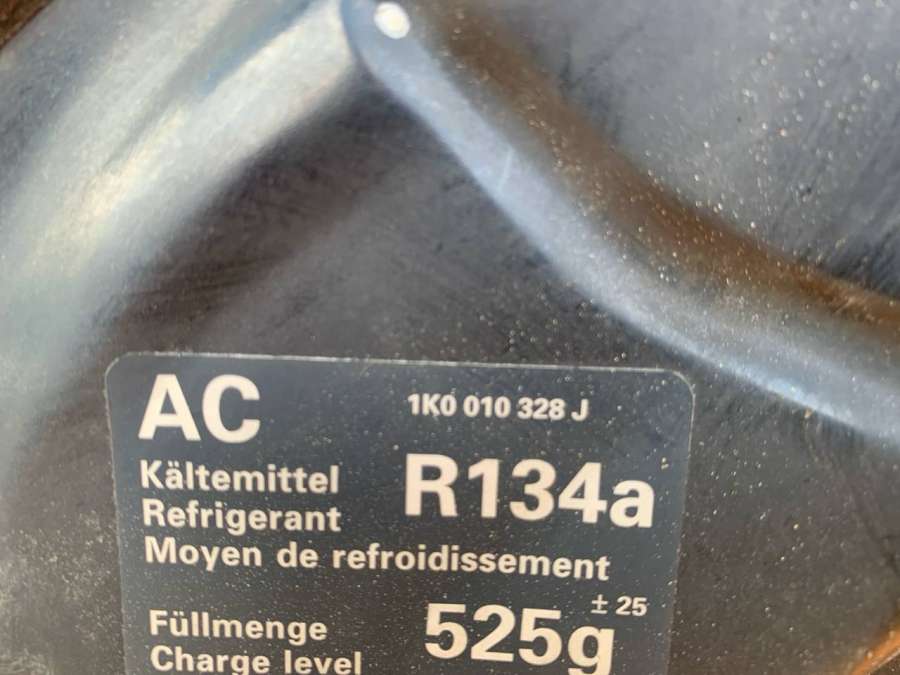 AC 1K0 010 328 J
Kältemittel R134a
Refrigerant
Moyen de refroidissement
Füllmenge 525g ± 25
Charge level